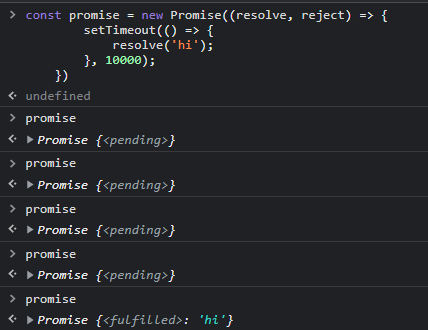 const promise = new Promise((resolve, reject) => {
setTimeout(() => {
resolve('hi');
}, 10000);
})
undefined
promise
Promise {<pending>}
promise
Promise {<pending>}
promise
Promise {<pending>}
promise
Promise {<pending>}
promise
Promise {<fulfilled>: 'hi'}